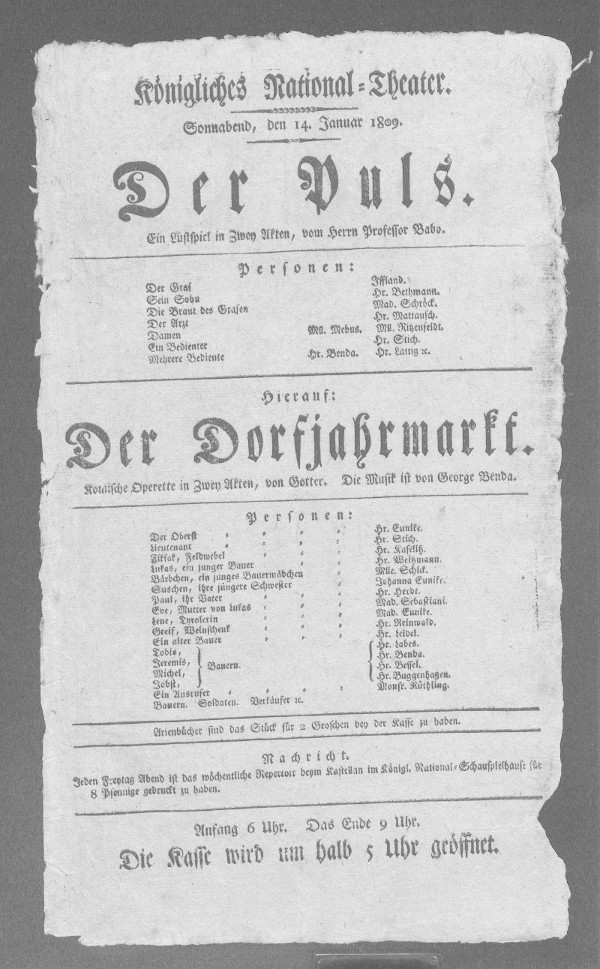 Königliches National-Theater.
Sonnabend, den 14. Januar 1809.
Der Puls.
Ein Lustspiel in Zwey Akten, vom Herrn Professor Babo.
Personen:
Der Graf Iffland.
Sein Sohn Hr. Bethmann.
Die Braut des Grafen Mad. Schröck.
Der Arzt Hr. Mattausch.
Damen Mll. Mebus. Mll. Ritzenfeldt.
Ein Bedienter Hr. Stich.
Mehrere Bediente Hr. Benda. Hr. Lanig ꝛc.
Hierauf:
Der Dorfjahrmarkt.
Komische Operette in Zwey Akten, von Gotter. Die Musik ist von George Benda.
Personen:
Der Oberst Hr. Eunike.
Lieutenant Hr. Stich.
Fiksak, Feldwebel Hr. Kaselitz.
Lukas, ein junger Bauer Hr. Weitzmann.
Bärbchen, ein junges Bauermädchen Mlle. Schick.
Suschen, ihre jüngere Schwester Johanna Eunike.
Paul, ihr Vater Hr. Herdt.
Eve, Mutter von Lukas Mad. Sebastiani.
Lene, Tyrolerin Mad. Eunike.
Greif, Weinschenk Hr. Reinwald.
Ein alter Bauer Hr. Leidel.
Tobis, Hr. Labes.
Jeremis, Hr. Benda.
Michel, Bauern. Hr. Bessel.
Jobst, Hr. Buggenhagen.
Ein Ausrufer Monsr. Rüthling.
Bauern. Soldaten. Verkäufer ꝛc.
Arienbücher sind das Stück für 2 Groschen bey der Kasse zu haben.
Nachricht.
Jeden Freytag Abend ist das wöchentliche Repertoir beym Kastellan im Königl. National-Schauspielhause für
8 Pfennige gedruckt zu haben.
Anfang 6 Uhr. Das Ende 9 Uhr.
Die Kasse wird um halb 5 Uhr geöffnet.